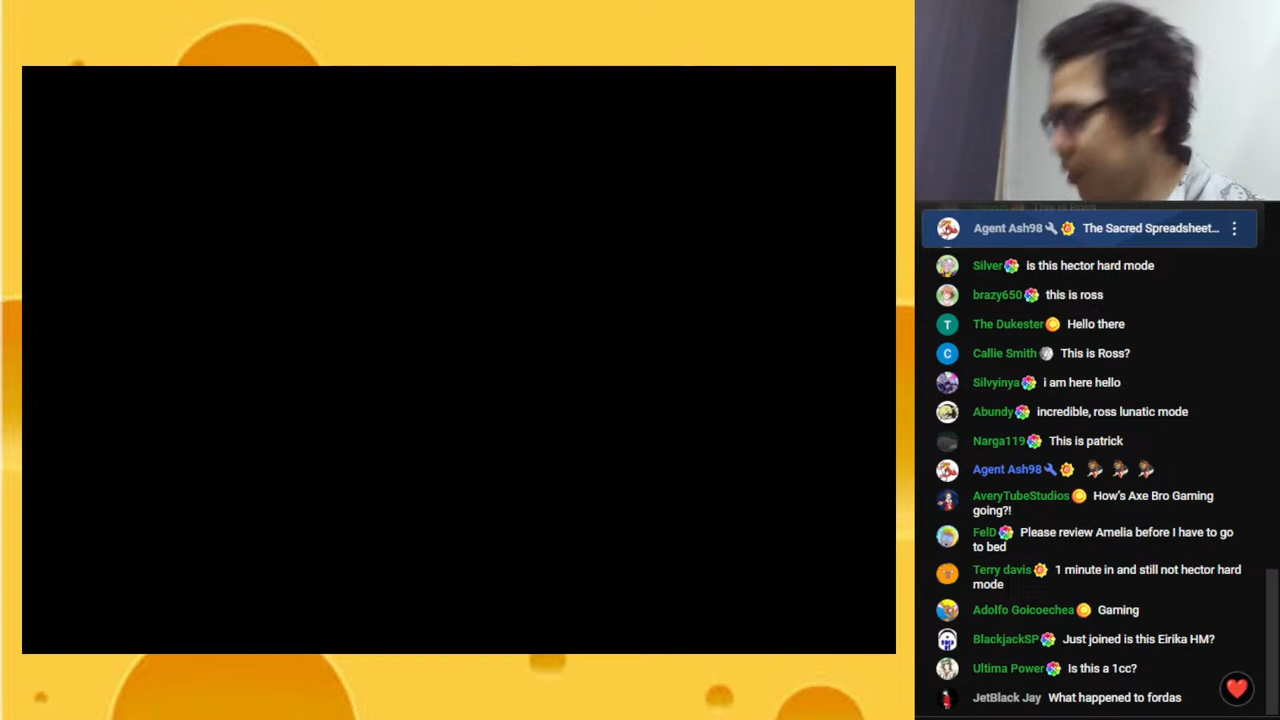 This is Ross
Agent Ash98 The Sacred Spreadsheet...
Silver is this hector hard mode
brazy650 this is ross
T The Dukester Hello there
C Callie Smith This is Ross?
Silvyinya i am here hello
Abundy incredible, ross lunatic mode
Narga119 This is patrick
Agent Ash98
AveryTubeStudios How's Axe Bro Gaming
going?!
FelD Please review Amelia before I have to go
to bed
Terry davis 1 minute in and still not hector hard
mode
Adolfo Goicoechea Gaming
BlackjackSP Just joined is this Eirika HM?
Ultima Power Is this a 1cc?
JetBlack Jay What happened to fordas